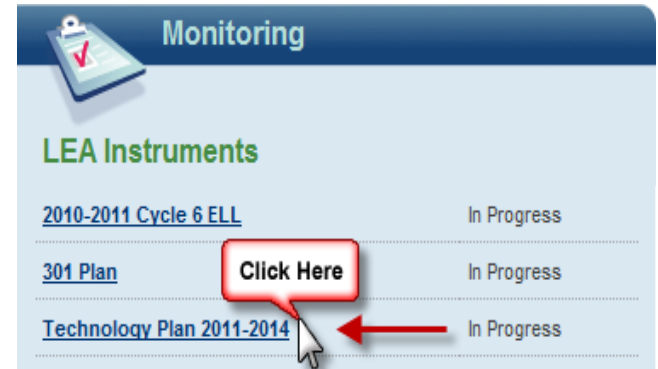 Monitoring
LEA Instruments
2010-2011 Cycle 6 ELL In Progress
301 Plan Click Here In Progress
Technology Plan 2011-2014 In Progress